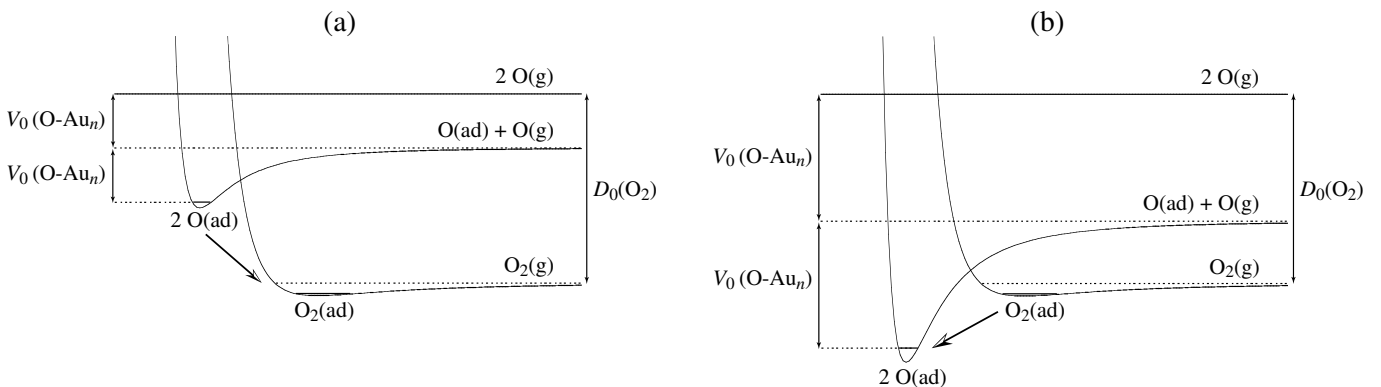 (a)
2 O(g)
V₀ (O-Auₙ)
O(ad) + O(g)
V₀ (O-Auₙ)
D₀(O₂)
2 O(ad)
O₂(g)
O₂(ad)
(b)
2 O(g)
V₀ (O-Auₙ)
D₀(O₂)
O(ad) + O(g)
O₂(g)
V₀ (O-Auₙ)
O₂(ad)
2 O(ad)